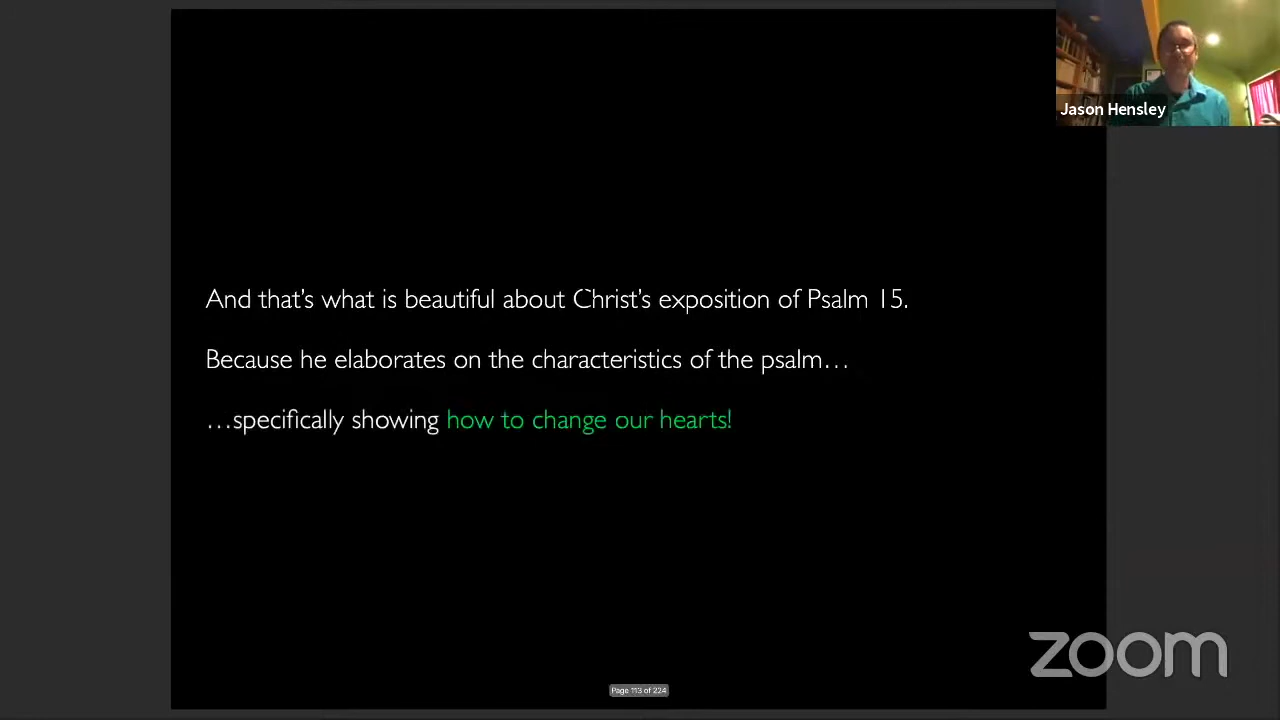 Jason Hensley
And that's what is beautiful about Christ's exposition of Psalm 15.
Because he elaborates on the characteristics of the psalm…
…specifically showing how to change our hearts!
zoom
Page 113 of 224